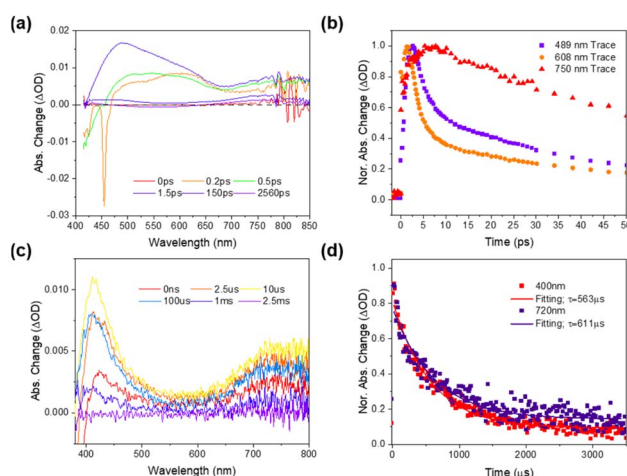 (a)
0.02
0.01
0.00
-0.01
-0.02
-0.03
Abs. Change (ΔOD)
0ps 0.2ps 0.5ps
1.5ps 150ps 2560ps
400 450 500 550 600 650 700 750 800 850
Wavelength (nm)
(b)
1.0
0.8
0.6
0.4
0.2
0.0
Nor. Abs. Change (ΔOD)
489 nm Trace
608 nm Trace
750 nm Trace
0 5 10 15 20 25 30 35 40 45 50
Time (ps)
(c)
0.010
0.005
0.000
Abs. Change (ΔOD)
0ns 2.5us 10us
100us 1ms 2.5ms
400 500 600 700 800
Wavelength (nm)
(d)
1.0
0.8
0.6
0.4
0.2
0.0
Nor. Abs. Change (ΔOD)
400nm
Fitting; τ=563μs
720nm
Fitting; τ=611μs
0 1000 2000 3000
Time (μs)